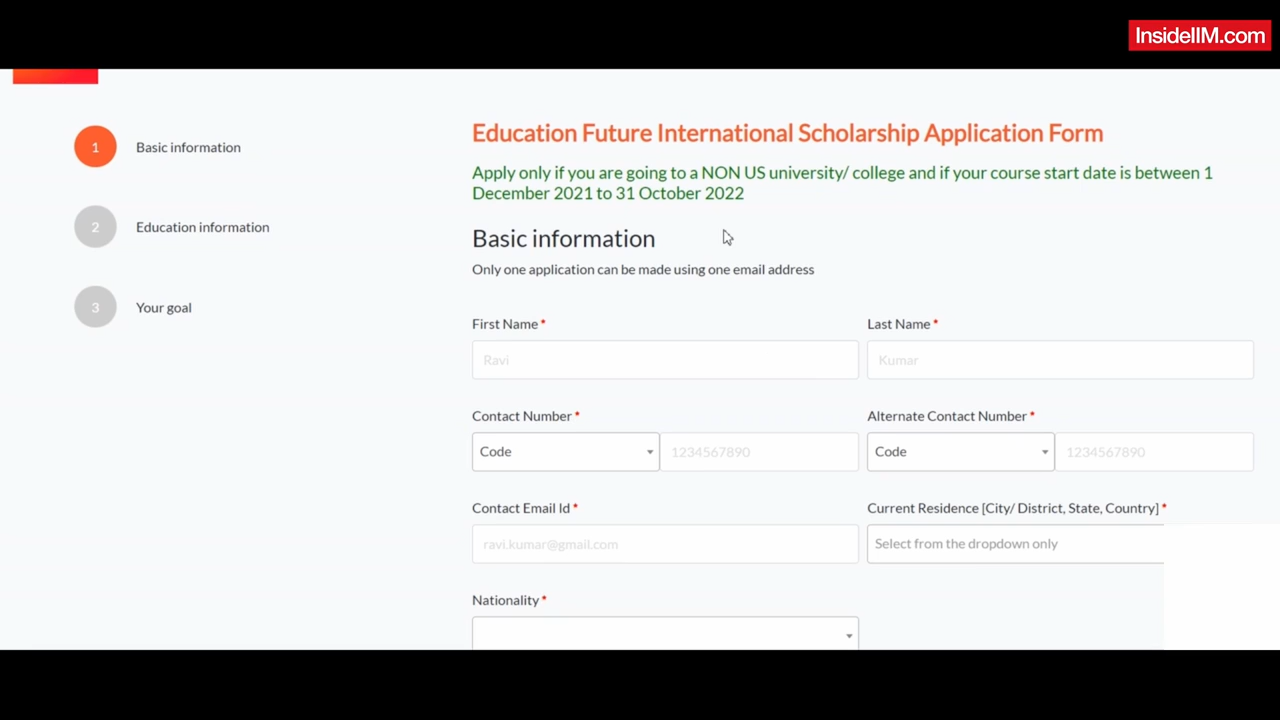 InsideIIM.com
1
Basic information
2
Education information
3
Your goal
Education Future International Scholarship Application Form
Apply only if you are going to a NON US university/ college and if your course start date is between 1
December 2021 to 31 October 2022
Basic information
Only one application can be made using one email address
First Name *
Last Name *
Ravi
Kumar
Contact Number *
Alternate Contact Number *
Code
1234567890
Code
1234567890
Contact Email Id *
Current Residence [City/ District, State, Country] *
ravi.kumar@gmail.com
Select from the dropdown only
Nationality *